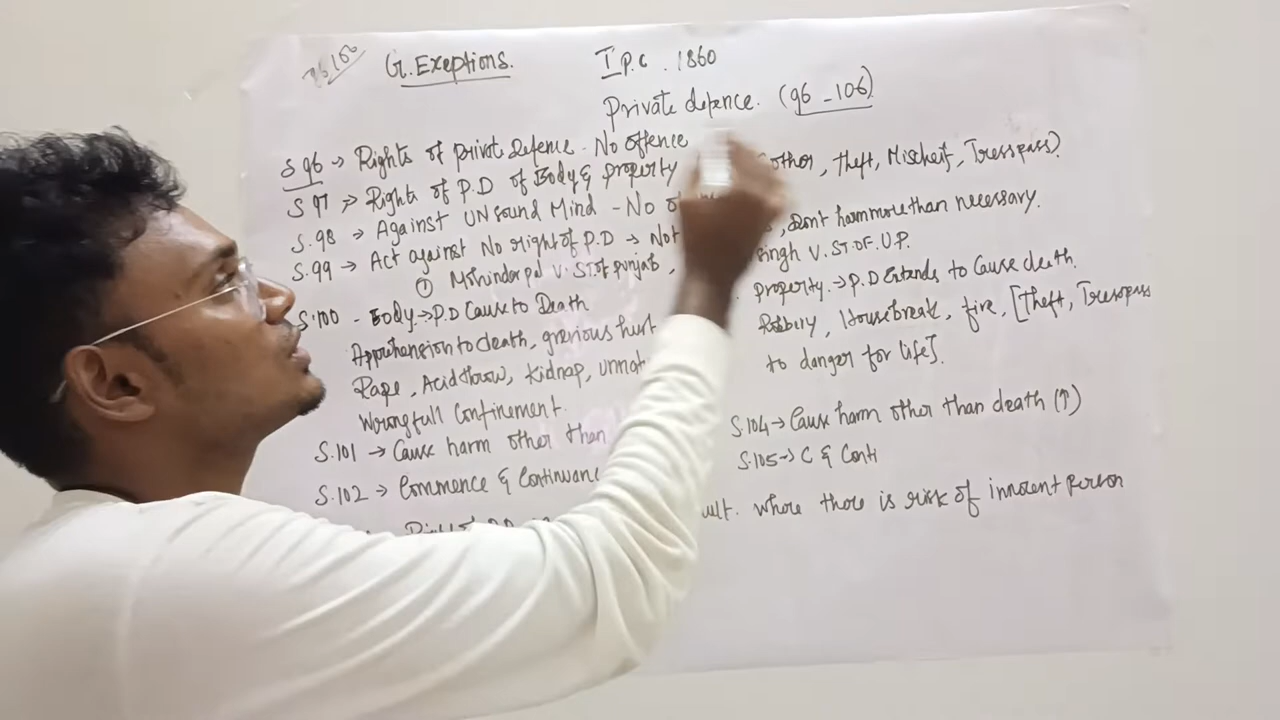 96 160
G.Exeptions. I.P.C. 1860
Private defence. (96 - 106)
S 96 → Rights of private Defence - No offence
S 97 → Rights of P.D of Body & property other, Theft, Mischeif, Tresspass).
S.98 → Against UNsound Mind - No
S.99 → Act against No right of P.D → Not , Dont harm more than necessary.
① Mohinder pal V. ST of punjab, singh V. ST. OF. U.P.
S.100 - Body → P.D Cause to Death
property. → P.D Extends to Cause death.
Apprehension to death, grevious hurt
Robbery, Housebreak, fire, [Theft, Tresspass
Rape, Acid throw, Kidnap, to danger for life].
Wrongfull Confinement.
S.101 → Cause harm other than
S.104 → Cause harm other than death (↑)
S.102 → Commence & Continuance
S.105 → C & Conti
ult. where there is risk of innocent person